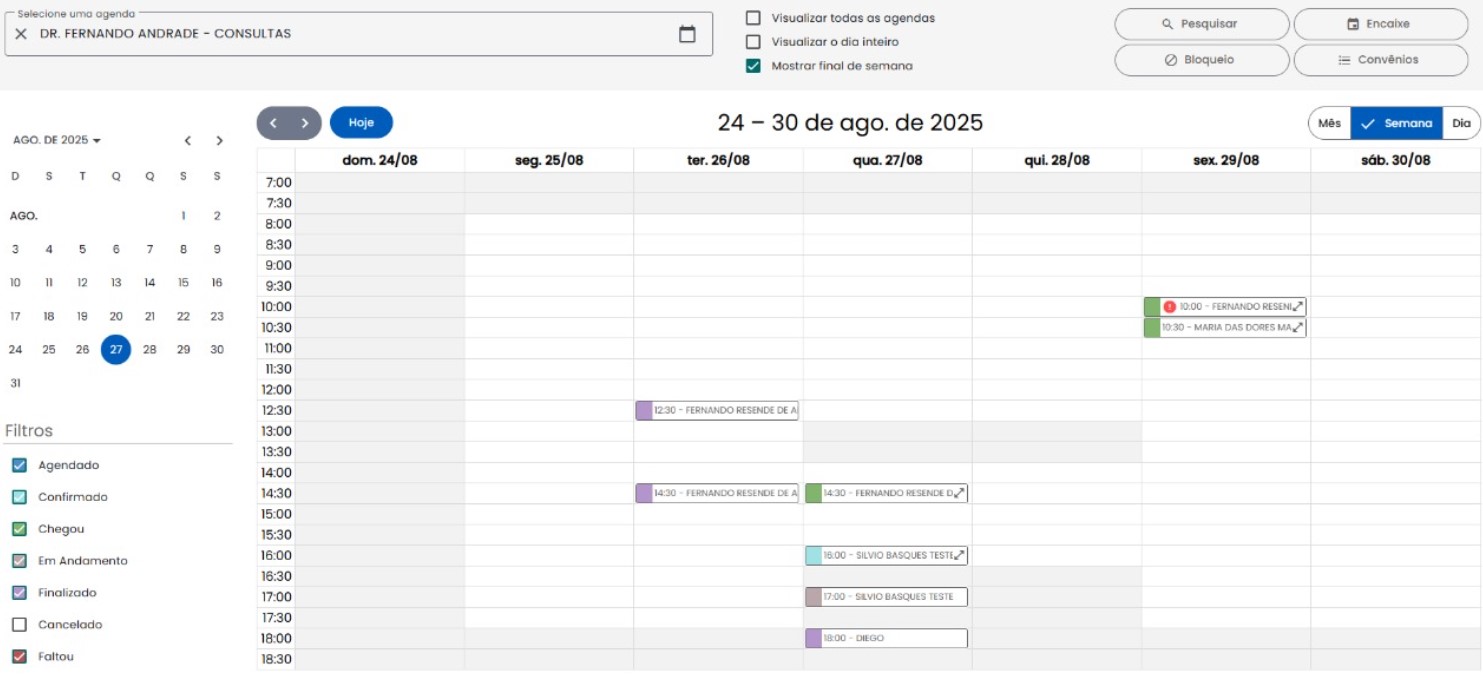 Selecione uma agenda
DR. FERNANDO ANDRADE - CONSULTAS
Visualizar todas as agendas
Visualizar o dia inteiro
Mostrar final de semana
Pesquisar
Encaixe
Bloqueio
Convênios
AGO. DE 2025
D S T Q Q S S
AGO. 1 2
3 4 5 6 7 8 9
10 11 12 13 14 15 16
17 18 19 20 21 22 23
24 25 26 27 28 29 30
31
Filtros
Agendado
Confirmado
Chegou
Em Andamento
Finalizado
Cancelado
Faltou
Hoje
24 – 30 de ago. de 2025
Mês Semana Dia
dom. 24/08 seg. 25/08 ter. 26/08 qua. 27/08 qui. 28/08 sex. 29/08 sáb. 30/08
7:00
7:30
8:00
8:30
9:00
9:30
10:00 10:00 - FERNANDO RESENI
10:30 10:30 - MARIA DAS DORES MA
11:00
11:30
12:00
12:30 12:30 - FERNANDO RESENDE DE A
13:00
13:30
14:00
14:30 14:30 - FERNANDO RESENDE DE A 14:30 - FERNANDO RESENDE D
15:00
15:30
16:00 16:00 - SILVIO BASQUES TESTE
16:30
17:00 17:00 - SILVIO BASQUES TESTE
17:30
18:00 18:00 - DIEGO
18:30